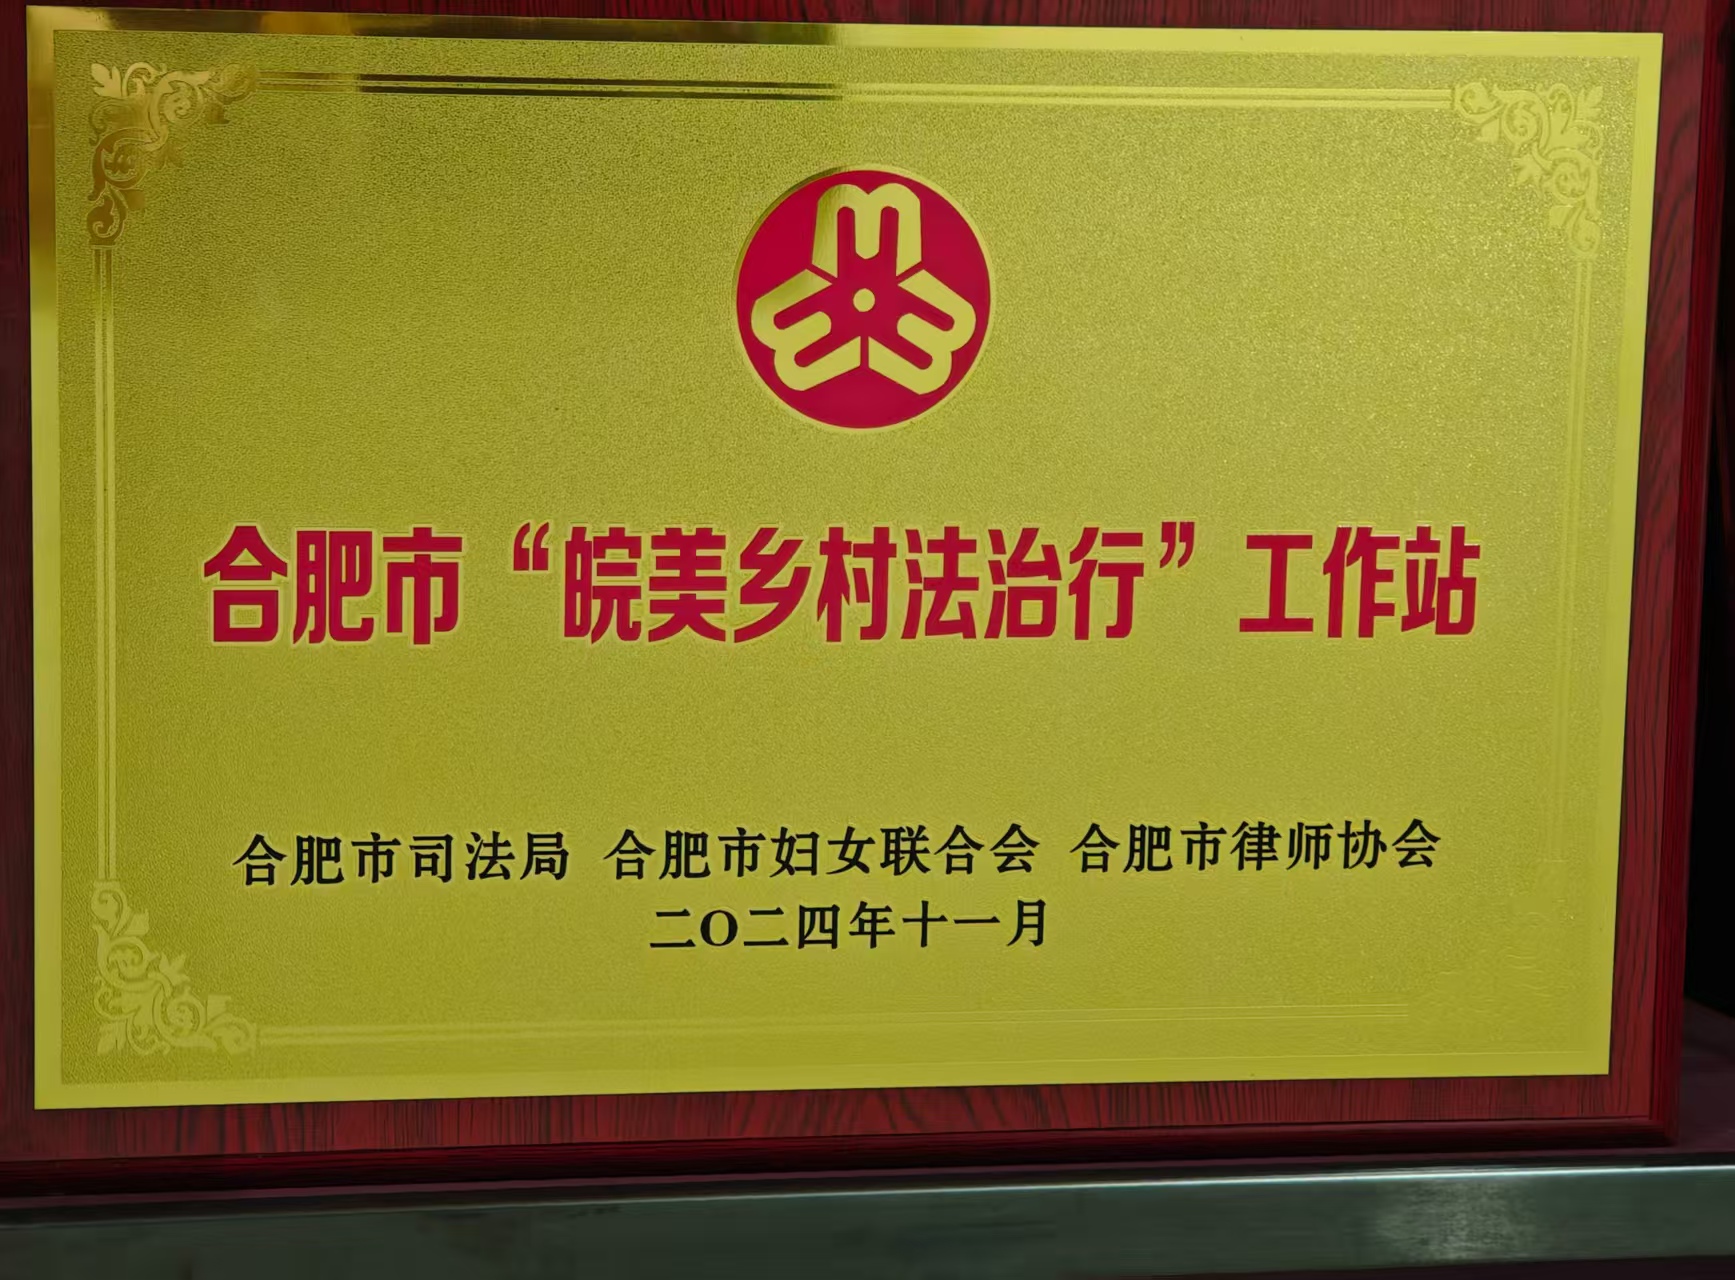 合肥市“皖美乡村法治行”工作站
合肥市司法局 合肥市妇女联合会 合肥市律师协会
二〇二四年十一月